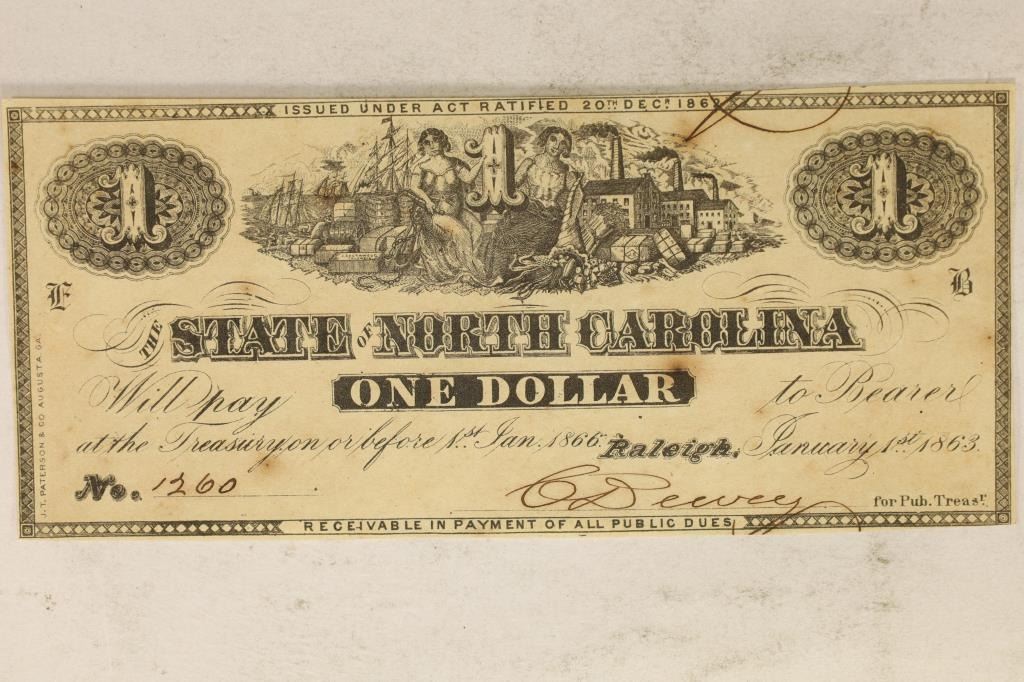 ISSUED UNDER ACT RATIFIED 20TH DECR 1862
1 1 1
F B
THE STATE OF NORTH CAROLINA
Will pay ONE DOLLAR to Bearer
at the Treasury on or before 1st Jan. 1866. Raleigh, January 1st 1863.
No. 1260 C Dewey for Pub. Treasr.
RECEIVABLE IN PAYMENT OF ALL PUBLIC DUES
J. T. PATERSON & CO AUGUSTA GA.